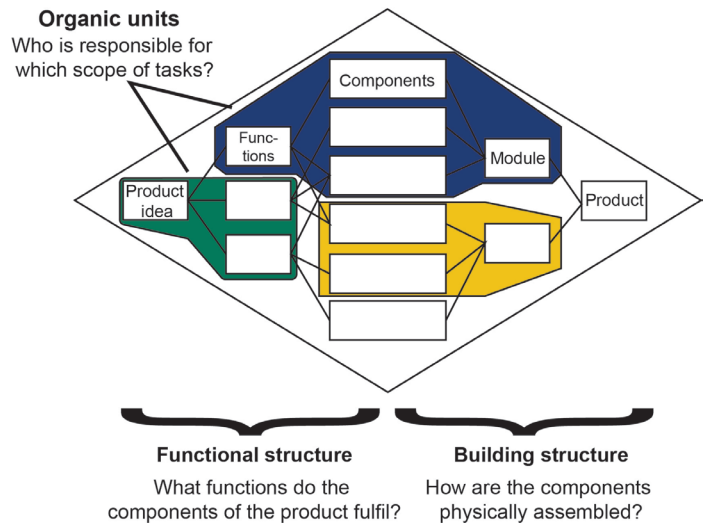 Organic units
Who is responsible for
which scope of tasks?
Components
Func-
tions
Module
Product
idea
Product
Functional structure
What functions do the
components of the product fulfil?
Building structure
How are the components
physically assembled?